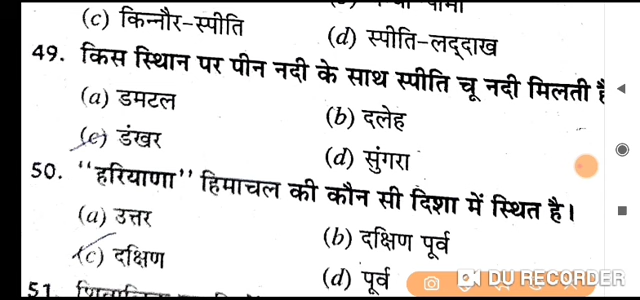 (c) किन्नौर-स्पीति
(d) स्पीति-लद्दाख
49. किस स्थिान पर पीन नदी के साथ स्पीति चू नदी मिलती है
(a) डमटल
(b) दलेह
(c) डंखर
(d) सुंगरा
50. "हरियाणा" हिमाचल की कौन सी दिशा में स्थित है।
(a) उत्तर
(b) दक्षिण पूर्व
(c) दक्षिण
(d) पूर्व
DU RECORDER
51.